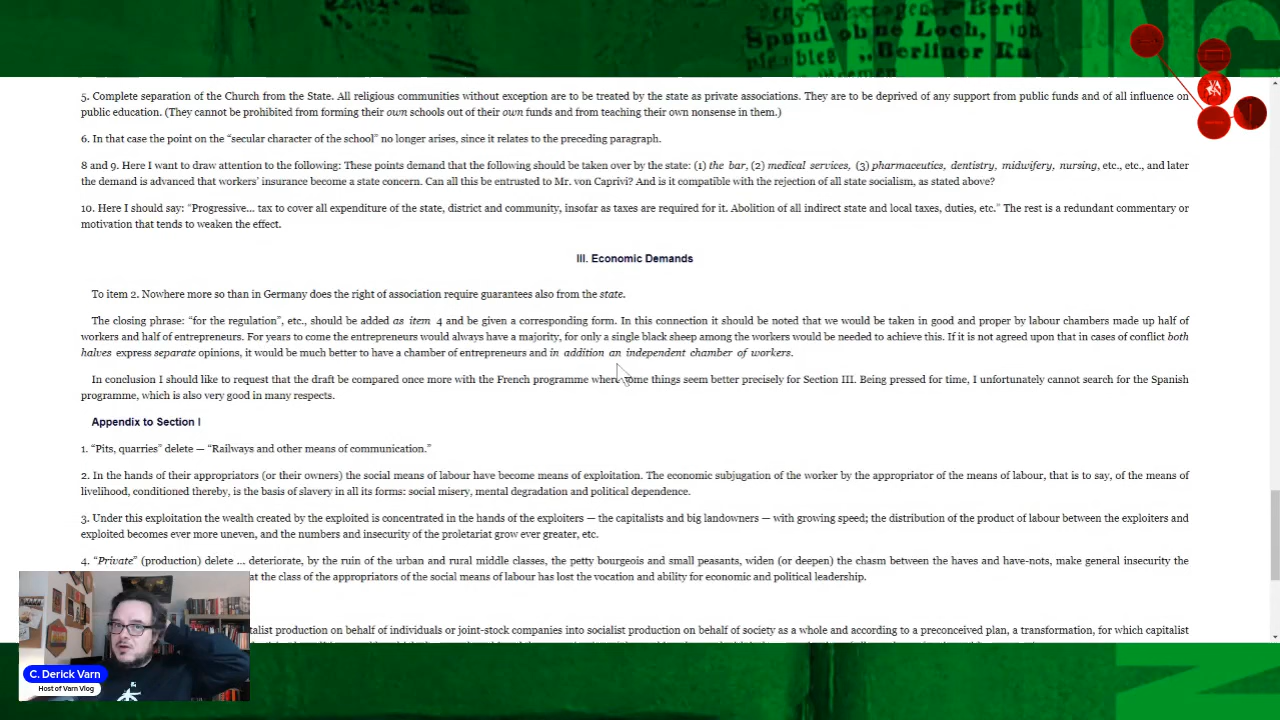 Berth
Spund ohne Loch,
Berliner
5. Complete separation of the Church from the State. All religious communities without exception are to be treated by the state as private associations. They are to be deprived of any support from public funds and of all influence on
public education. (They cannot be prohibited from forming their own schools out of their own funds and from teaching their own nonsense in them.)
6. In that case the point on the “secular character of the school” no longer arises, since it relates to the preceding paragraph.
8 and 9. Here I want to draw attention to the following: These points demand that the following should be taken over by the state: (1) the bar, (2) medical services, (3) pharmaceutics, dentistry, midwifery, nursing, etc., etc., and later
the demand is advanced that workers’ insurance become a state concern. Can all this be entrusted to Mr. von Caprivi? And is it compatible with the rejection of all state socialism, as stated above?
10. Here I should say: “Progressive... tax to cover all expenditure of the state, district and community, insofar as taxes are required for it. Abolition of all indirect state and local taxes, duties, etc.” The rest is a redundant commentary or
motivation that tends to weaken the effect.
III. Economic Demands
To item 2. Nowhere more so than in Germany does the right of association require guarantees also from the state.
The closing phrase: “for the regulation”, etc., should be added as item 4 and be given a corresponding form. In this connection it should be noted that we would be taken in good and proper by labour chambers made up half of
workers and half of entrepreneurs. For years to come the entrepreneurs would always have a majority, for only a single black sheep among the workers would be needed to achieve this. If it is not agreed upon that in cases of conflict both
halves express separate opinions, it would be much better to have a chamber of entrepreneurs and in addition an independent chamber of workers.
In conclusion I should like to request that the draft be compared once more with the French programme where some things seem better precisely for Section III. Being pressed for time, I unfortunately cannot search for the Spanish
programme, which is also very good in many respects.
Appendix to Section I
1. “Pits, quarries” delete — “Railways and other means of communication.”
2. In the hands of their appropriators (or their owners) the social means of labour have become means of exploitation. The economic subjugation of the worker by the appropriator of the means of labour, that is to say, of the means of
livelihood, conditioned thereby, is the basis of slavery in all its forms: social misery, mental degradation and political dependence.
3. Under this exploitation the wealth created by the exploited is concentrated in the hands of the exploiters — the capitalists and big landowners — with growing speed; the distribution of the product of labour between the exploiters and
exploited becomes ever more uneven, and the numbers and insecurity of the proletariat grow ever greater, etc.
4. “Private” (production) delete ... deteriorate, by the ruin of the urban and rural middle classes, the petty bourgeois and small peasants, widen (or deepen) the chasm between the haves and have-nots, make general insecurity the
at the class of the appropriators of the social means of labour has lost the vocation and ability for economic and political leadership.
talist production on behalf of individuals or joint-stock companies into socialist production on behalf of society as a whole and according to a preconceived plan, a transformation, for which capitalist
C. Derick Varn
Host of Varn Vlog